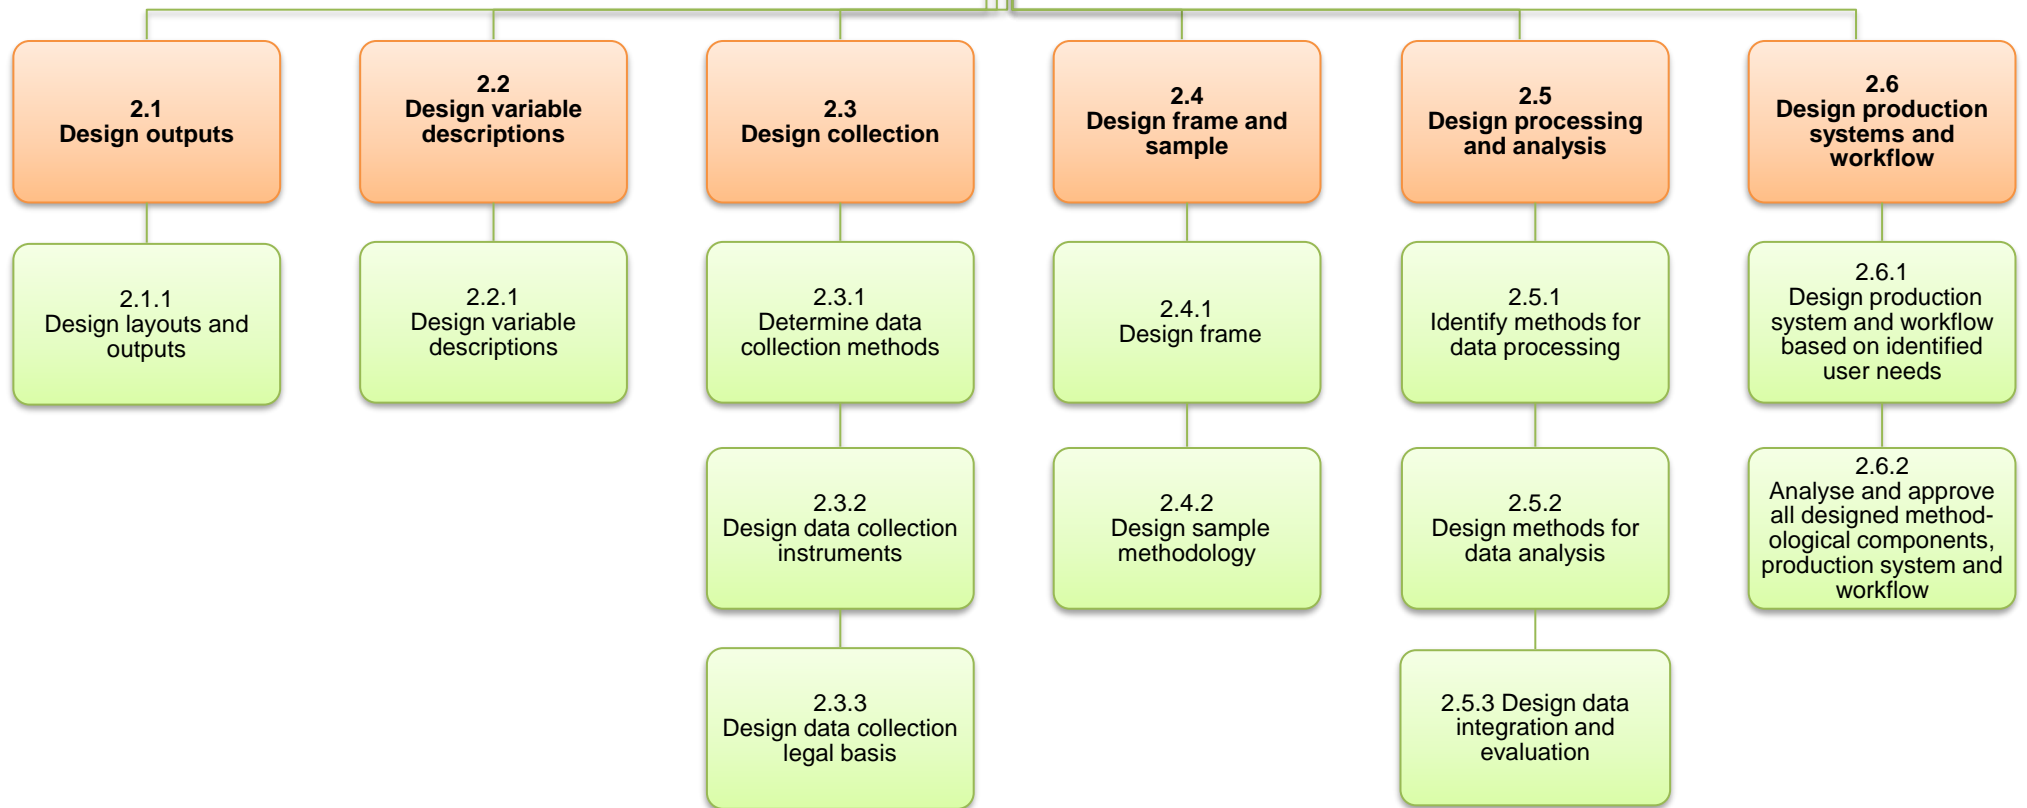 2.1
Design outputs
2.2
Design variable
descriptions
2.3
Design collection
2.4
Design frame and
sample
2.5
Design processing
and analysis
2.6
Design production
systems and
workflow
2.1.1
Design layouts and
outputs
2.2.1
Design variable
descriptions
2.3.1
Determine data
collection methods
2.4.1
Design frame
2.5.1
Identify methods for
data processing
2.6.1
Design production
system and workflow
based on identified
user needs
2.3.2
Design data collection
instruments
2.4.2
Design sample
methodology
2.5.2
Design methods for
data analysis
2.6.2
Analyse and approve
all designed method-
ological components,
production system and
workflow
2.3.3
Design data collection
legal basis
2.5.3 Design data
integration and
evaluation